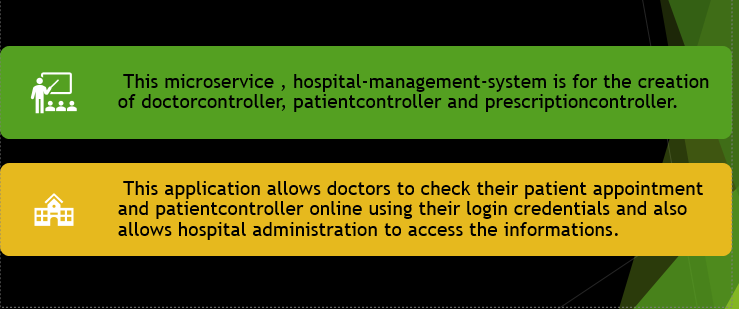 This microservice , hospital-management-system is for the creation
of doctorcontroller, patientcontroller and prescriptioncontroller.
This application allows doctors to check their patient appointment
and patientcontroller online using their login credentials and also
allows hospital administration to access the informations.